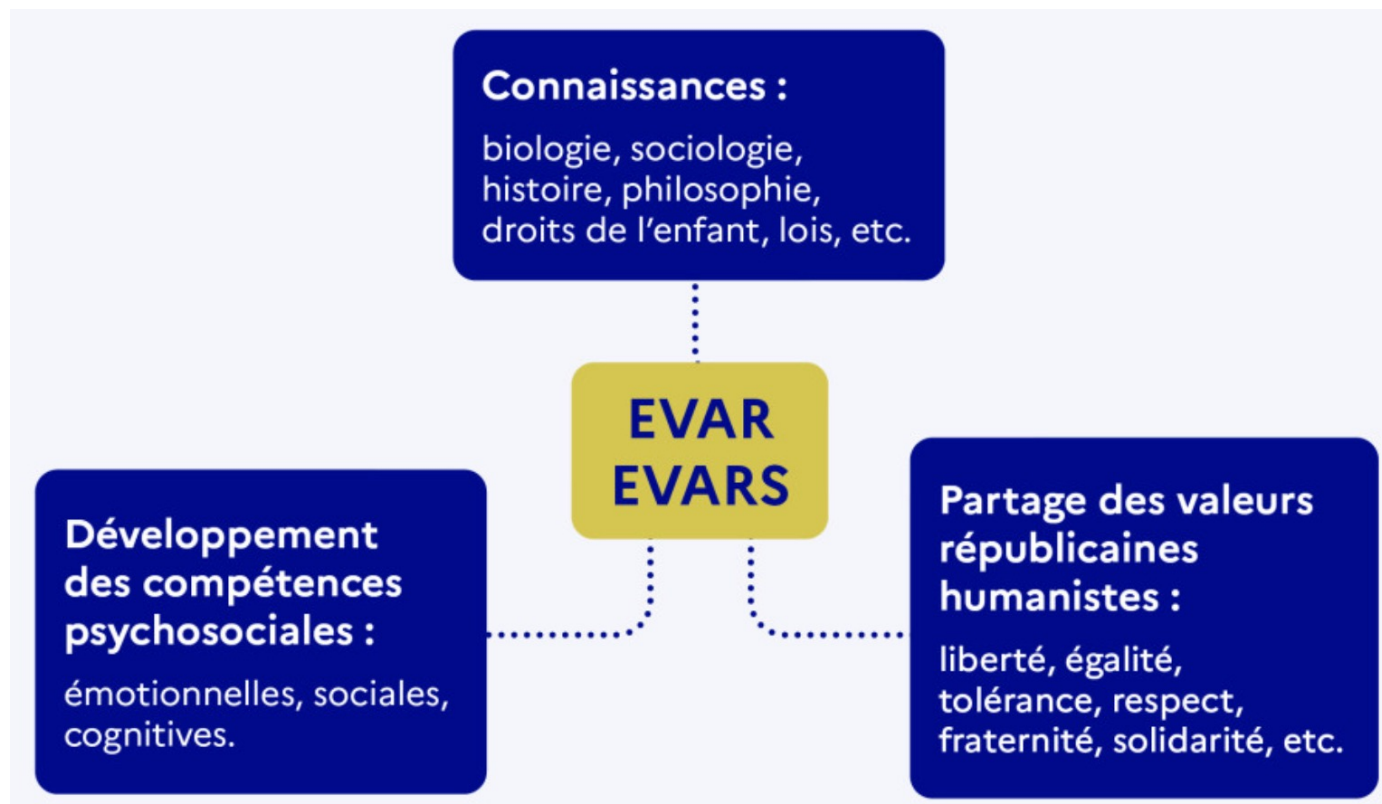 Connaissances :
biologie, sociologie,
histoire, philosophie,
droits de l’enfant, lois, etc.
EVAR
EVARS
Développement
des compétences
psychosociales :
émotionnelles, sociales,
cognitives.
Partage des valeurs
républicaines
humanistes :
liberté, égalité,
tolérance, respect,
fraternité, solidarité, etc.